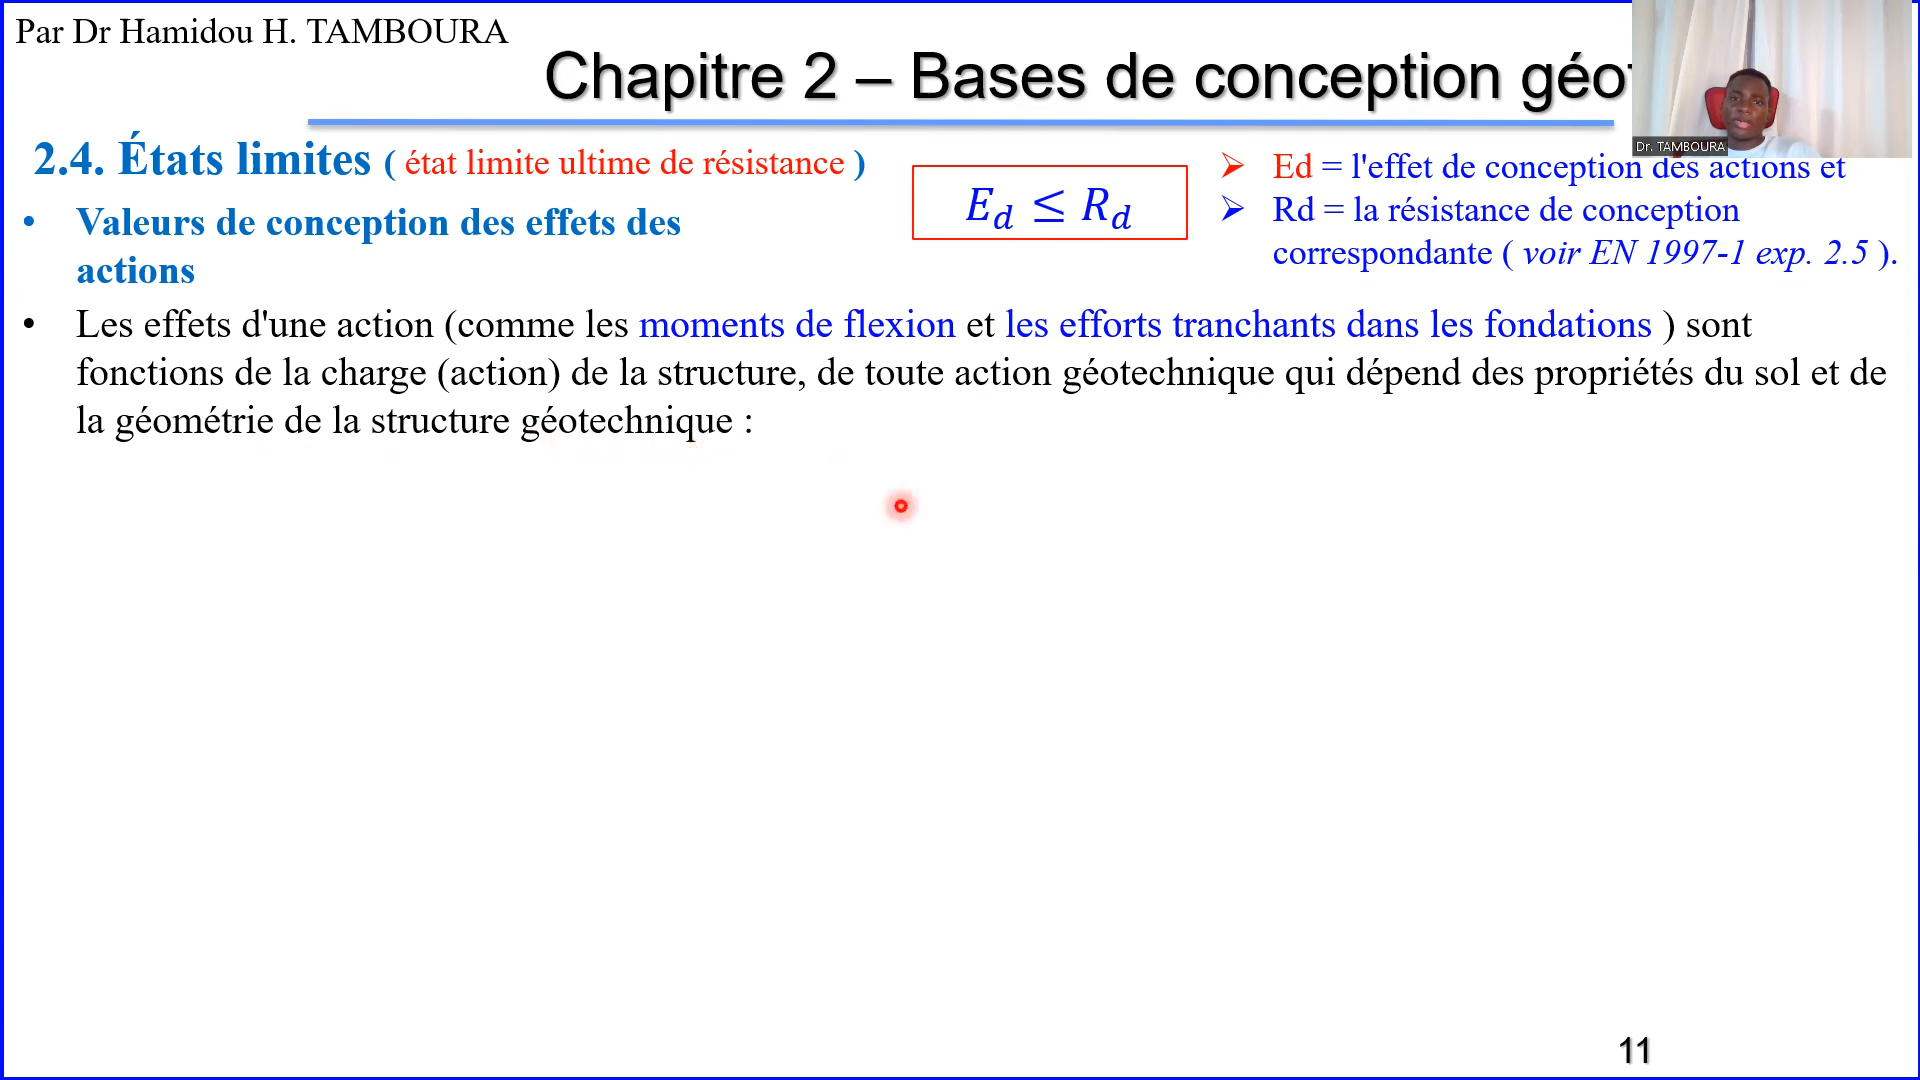 Par Dr Hamidou H. TAMBOURA
Chapitre 2 – Bases de conception géot
Dr. TAMBOURA
2.4. États limites ( état limite ultime de résistance )
• Valeurs de conception des effets des
actions
E_d ≤ R_d
➢ Ed = l'effet de conception des actions et
➢ Rd = la résistance de conception
correspondante ( voir EN 1997-1 exp. 2.5 ).
• Les effets d'une action (comme les moments de flexion et les efforts tranchants dans les fondations ) sont
fonctions de la charge (action) de la structure, de toute action géotechnique qui dépend des propriétés du sol et de
la géométrie de la structure géotechnique :
11